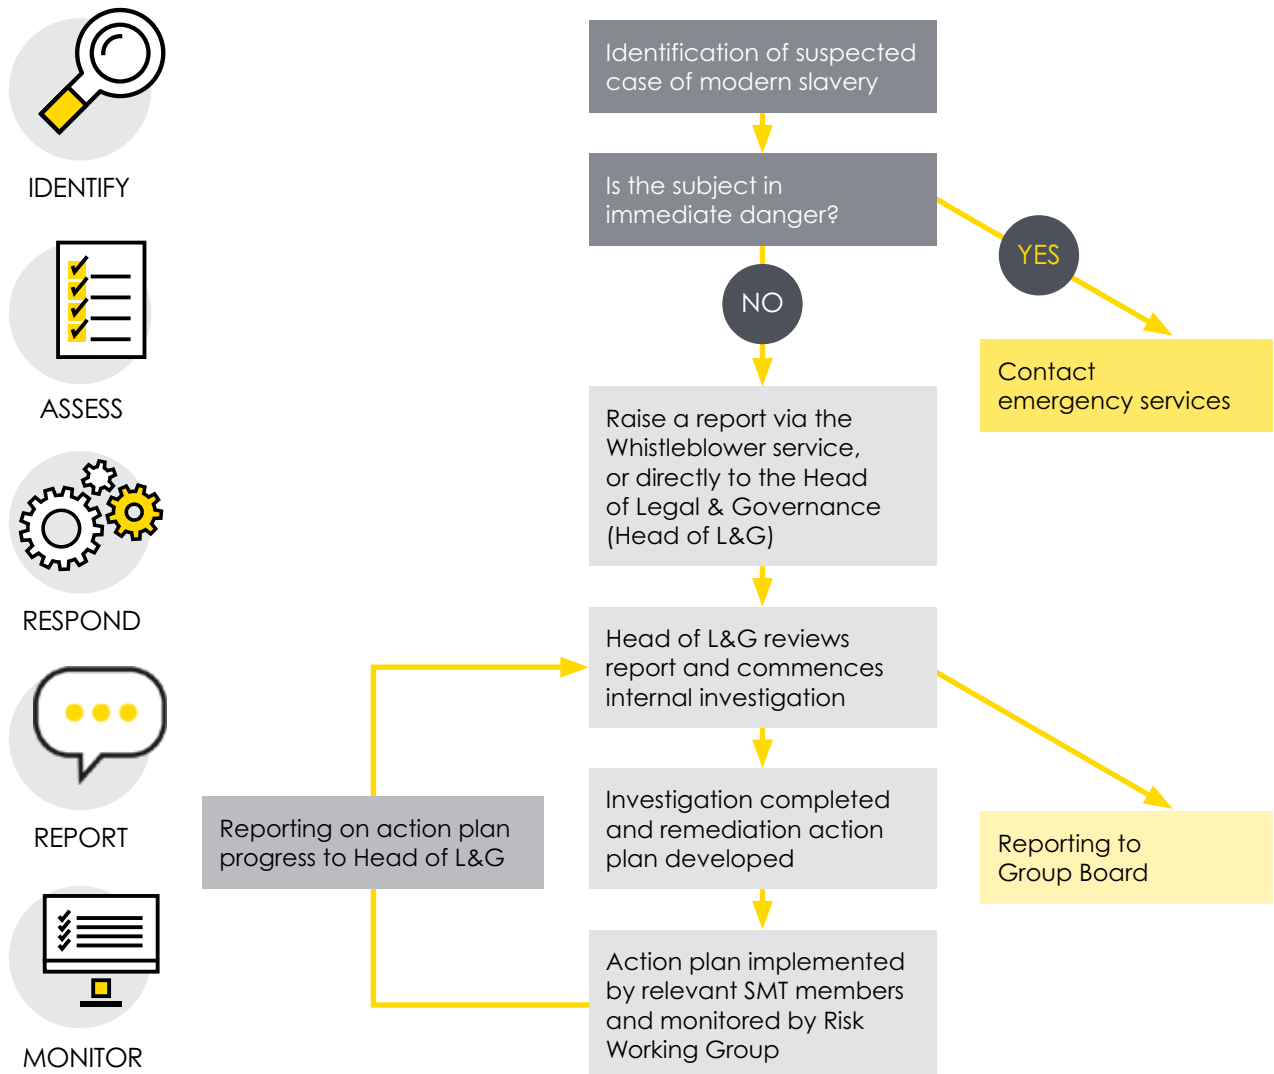 IDENTIFY
ASSESS
RESPOND
REPORT
MONITOR
Identification of suspected
case of modern slavery
Is the subject in
immediate danger?
YES
NO
Contact
emergency services
Raise a report via the
Whistleblower service,
or directly to the Head
of Legal & Governance
(Head of L&G)
Head of L&G reviews
report and commences
internal investigation
Investigation completed
and remediation action
plan developed
Reporting on action plan
progress to Head of L&G
Reporting to
Group Board
Action plan implemented
by relevant SMT members
and monitored by Risk
Working Group